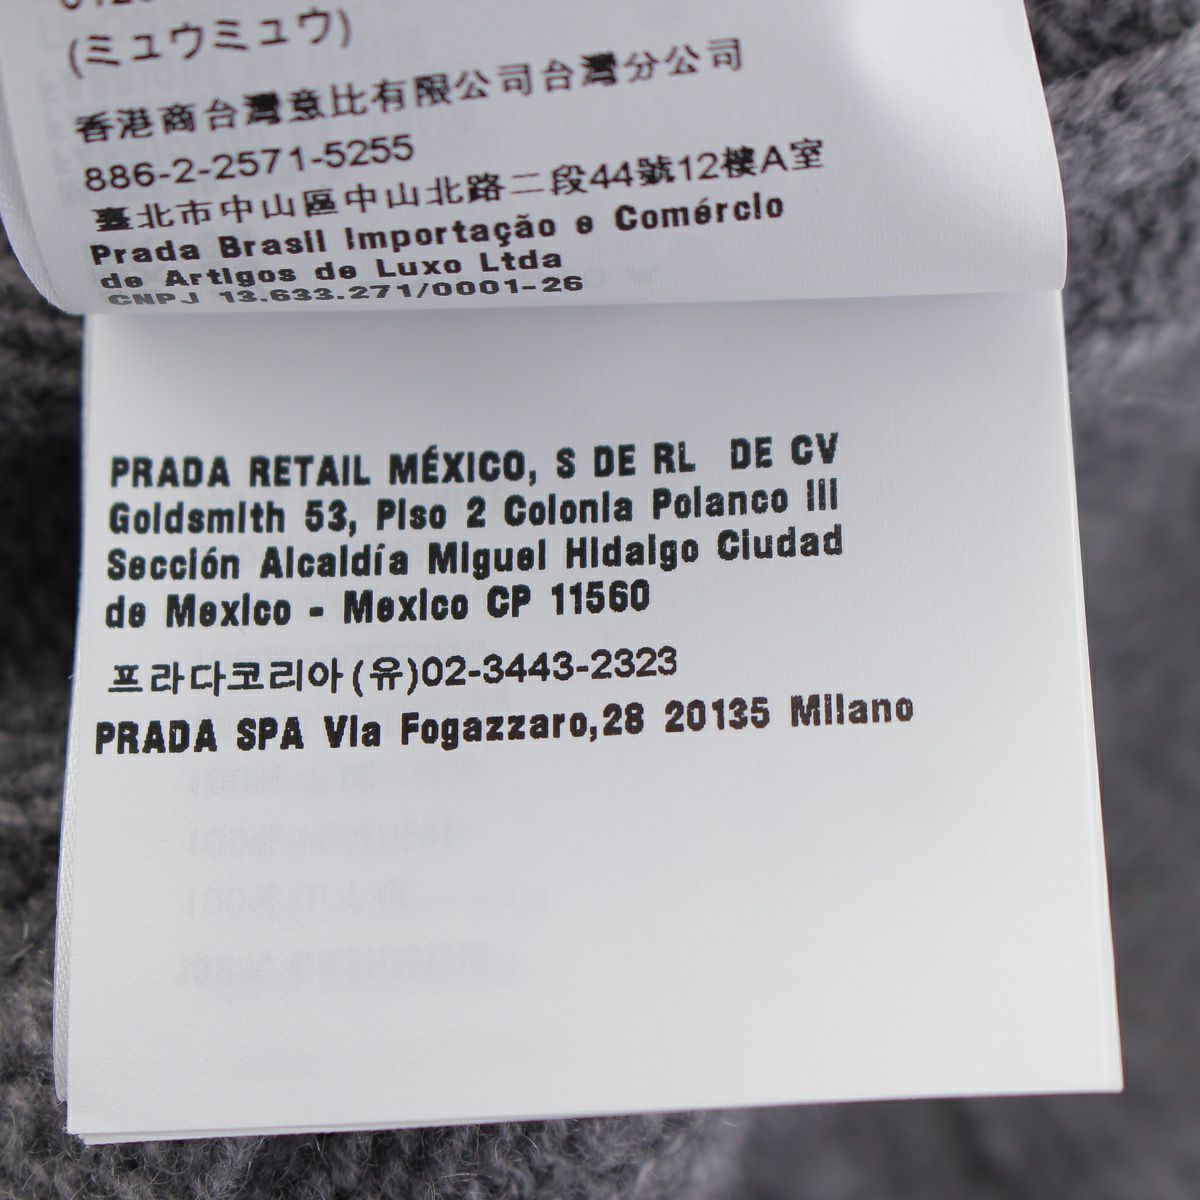 (ミュウミュウ)
香港商台灣意比有限公司台灣分公司
886-2-2571-5255
臺北市中山區中山北路二段44號12樓A室
Prada Brasil Importação e Comércio
de Artigos de Luxo Ltda
CNPJ 13.633.271/0001-26
PRADA RETAIL MÉXICO, S DE RL DE CV
Goldsmith 53, Piso 2 Colonia Polanco III
Sección Alcaldía Miguel Hidalgo Ciudad
de Mexico - Mexico CP 11560
프라다코리아(유)02-3443-2323
PRADA SPA Via Fogazzaro,28 20135 Milano